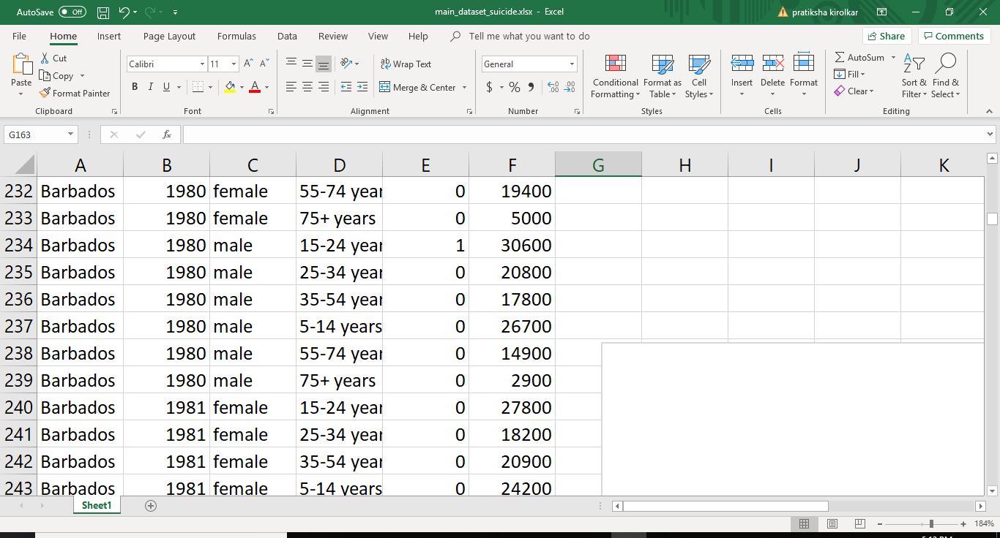 AutoSave Off main_dataset_suicide.xlsx - Excel pratiksha kirolkar
File Home Insert Page Layout Formulas Data Review View Help Tell me what you want to do Share Comments
Paste Cut Copy Format Painter Clipboard
Calibri 11 A^ A˅ B I U A Font
Wrap Text Merge & Center Alignment
General $ % , Number
Conditional Formatting Format as Table Cell Styles Styles
Insert Delete Format Cells
AutoSum Fill Clear Sort & Filter Find & Select Editing
G163 fx
A B C D E F G H I J K
232 Barbados 1980 female 55-74 year 0 19400
233 Barbados 1980 female 75+ years 0 5000
234 Barbados 1980 male 15-24 year 1 30600
235 Barbados 1980 male 25-34 year 0 20800
236 Barbados 1980 male 35-54 year 0 17800
237 Barbados 1980 male 5-14 years 0 26700
238 Barbados 1980 male 55-74 year 0 14900
239 Barbados 1980 male 75+ years 0 2900
240 Barbados 1981 female 15-24 year 0 27800
241 Barbados 1981 female 25-34 year 0 18200
242 Barbados 1981 female 35-54 year 0 20900
243 Barbados 1981 female 5-14 years 0 24200
Sheet1
184%